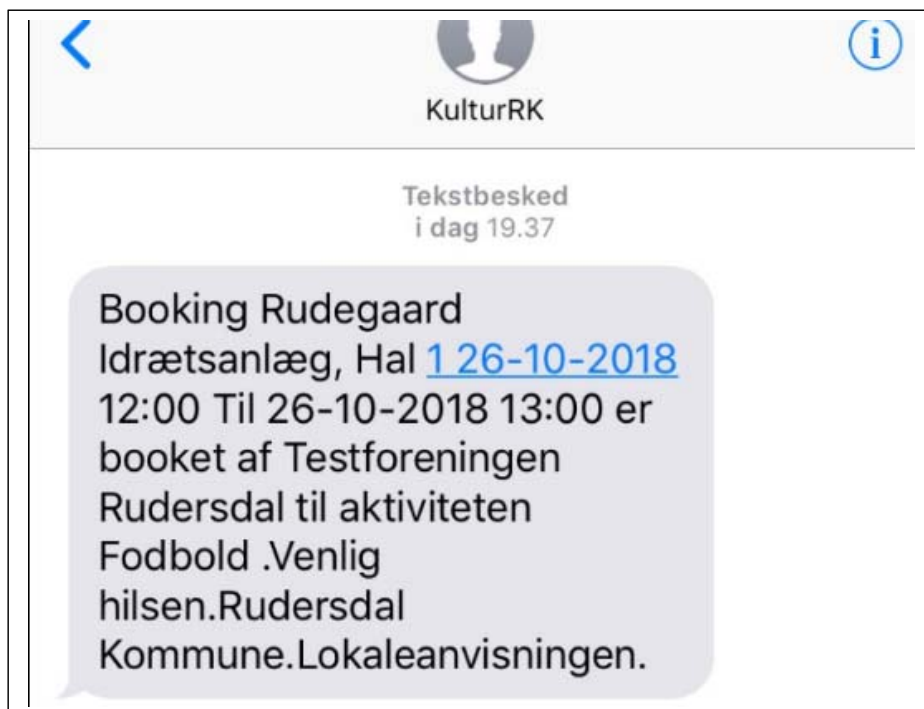 KulturRK
Tekstbesked
i dag 19.37
Booking Rudegaard
Idrætsanlæg, Hal 1 26-10-2018
12:00 Til 26-10-2018 13:00 er
booket af Testforeningen
Rudersdal til aktiviteten
Fodbold .Venlig
hilsen.Rudersdal
Kommune.Lokaleanvisningen.